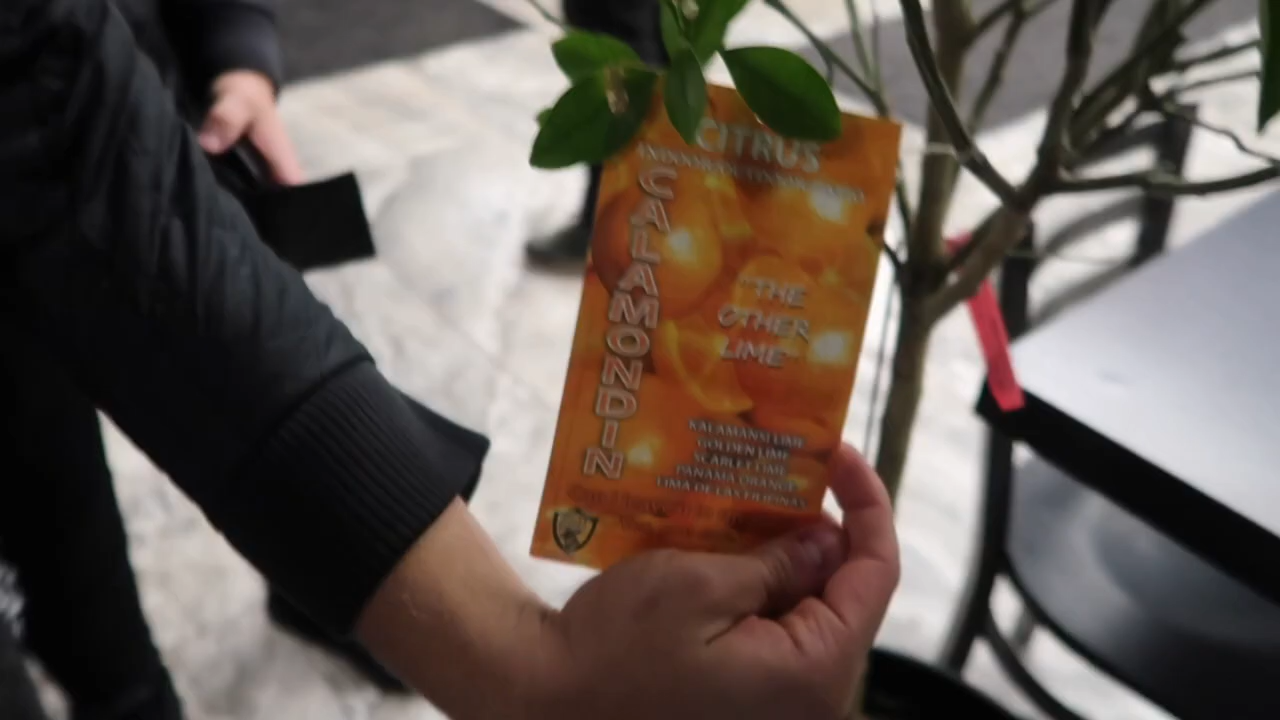 CITRUS
CALAMONDIN
"THE
OTHER
LIME"
KALAMANSI LIME
GOLDEN LIME
SCARLET LIME
PANAMA ORANGE
LIMA DE LAS FILIPINAS